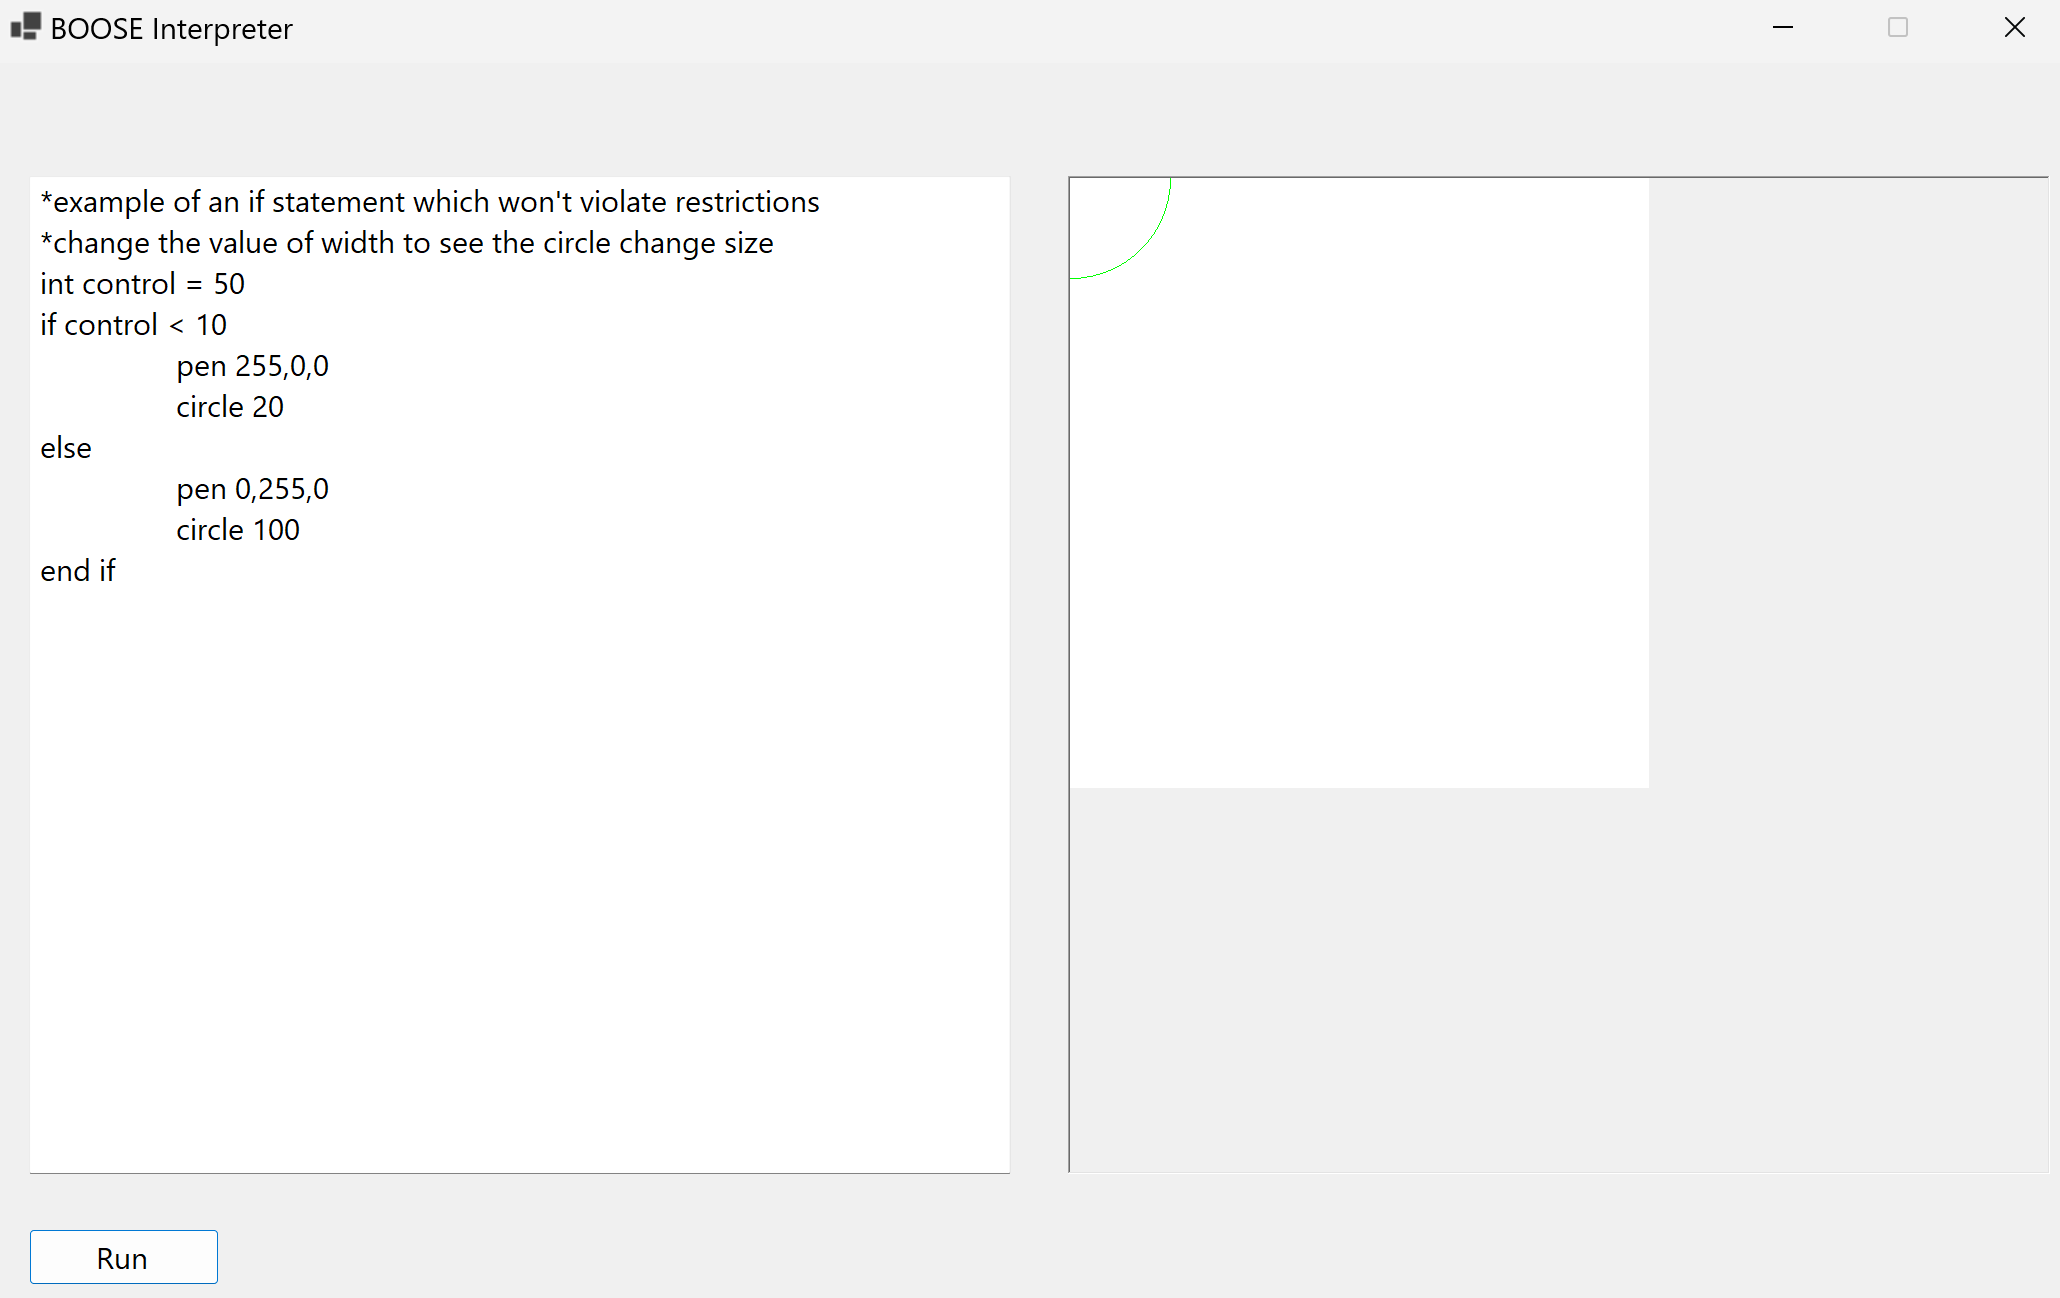 BOOSE Interpreter
*example of an if statement which won't violate restrictions
*change the value of width to see the circle change size
int control = 50
if control < 10
pen 255,0,0
circle 20
else
pen 0,255,0
circle 100
end if
Run